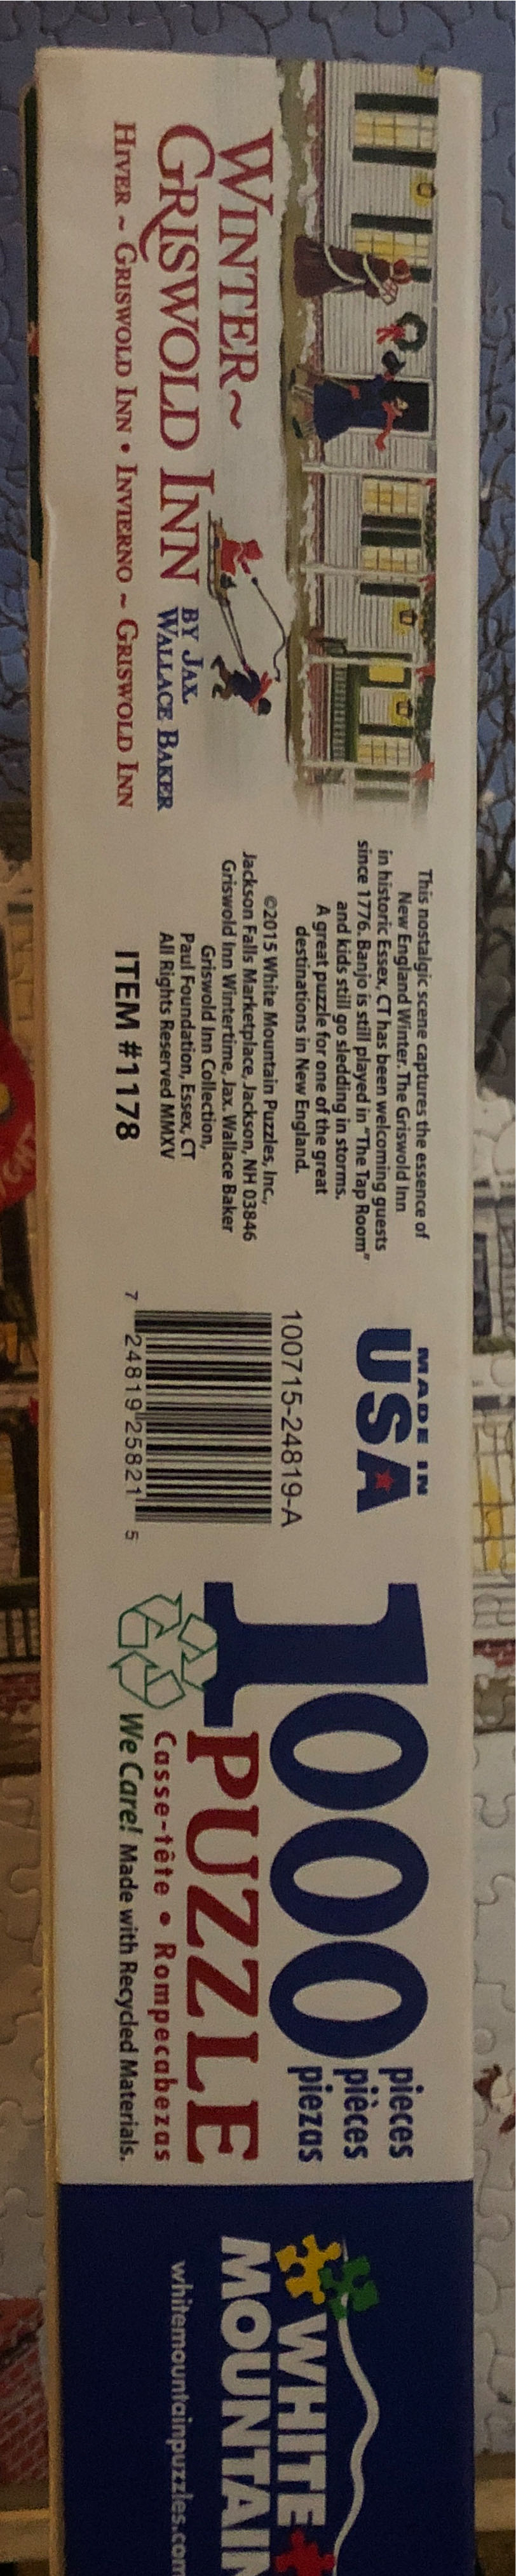 WINTER~
GRISWOLD INN
BY JAX.
WALLACE BAKER
HIVER ~ GRISWOLD INN • INVIERNO ~ GRISWOLD INN
This nostalgic scene captures the essence of
New England Winter. The Griswold Inn
in historic Essex, CT has been welcoming guests
since 1776. Banjo is still played in "The Tap Room"
and kids still go sledding in storms.
A great puzzle for one of the great
destinations in New England.
©2015 White Mountain Puzzles, Inc.,
Jackson Falls Marketplace, Jackson, NH 03846
Griswold Inn Wintertime, Jax. Wallace Baker
Griswold Inn Collection,
Paul Foundation, Essex, CT
All Rights Reserved MMXV
ITEM #1178
MADE IN
USA
100715-24819-A
7 24819 25821 5
1000
pieces
pièces
piezas
PUZZLE
Casse-tête • Rompecabezas
We Care! Made with Recycled Materials.
WHITE
MOUNTAIN
whitemountainpuzzles.com